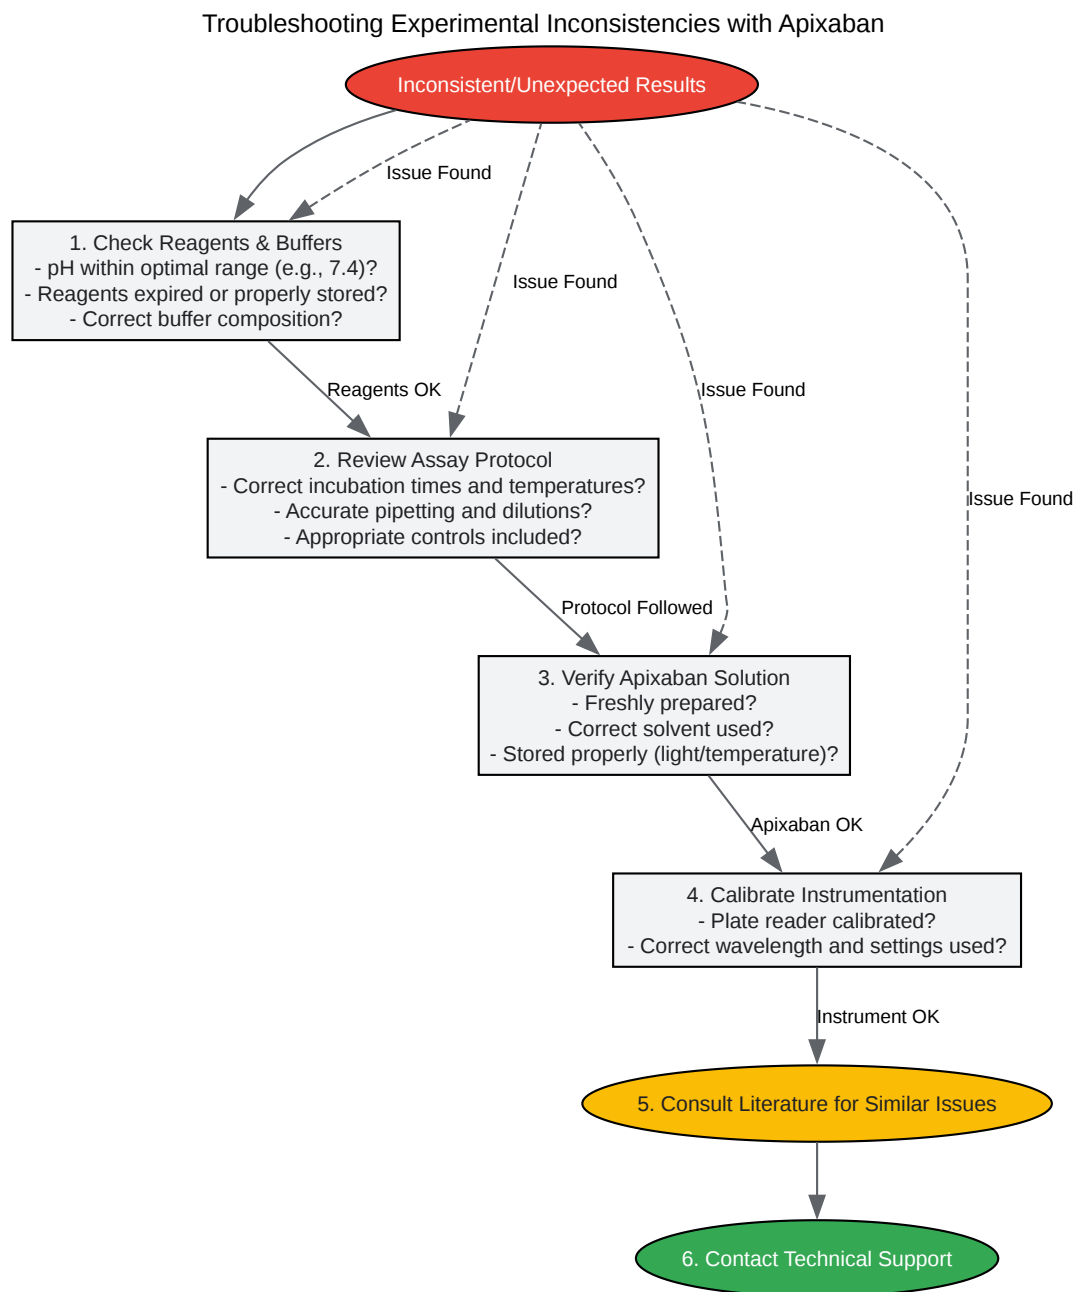 Troubleshooting Experimental Inconsistencies with Apixaban
Inconsistent/Unexpected Results
Issue Found
1. Check Reagents & Buffers
- pH within optimal range (e.g., 7.4)?
- Reagents expired or properly stored?
- Correct buffer composition?
Issue Found
Reagents OK
Issue Found
2. Review Assay Protocol
- Correct incubation times and temperatures?
- Accurate pipetting and dilutions?
- Appropriate controls included?
Issue Found
Protocol Followed
3. Verify Apixaban Solution
- Freshly prepared?
- Correct solvent used?
- Stored properly (light/temperature)?
Apixaban OK
4. Calibrate Instrumentation
- Plate reader calibrated?
- Correct wavelength and settings used?
Instrument OK
5. Consult Literature for Similar Issues
6. Contact Technical Support